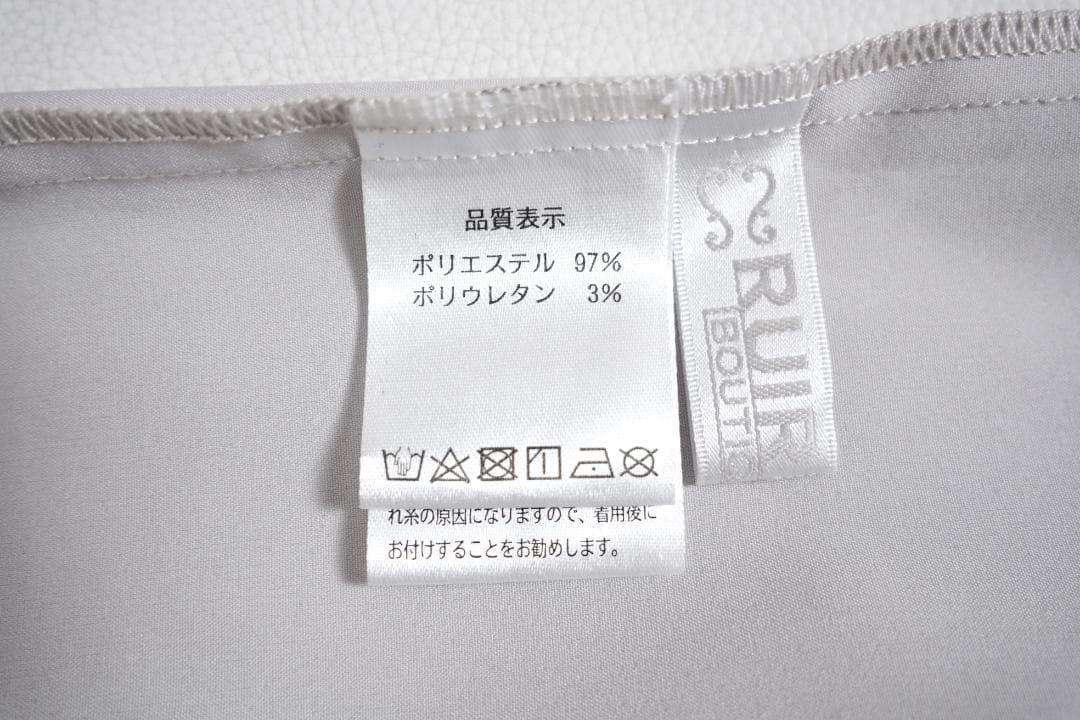 品質表示
ポリエステル 97%
ポリウレタン 3%
れ糸の原因になりますので、着用後に
お付けすることをお勧めします。